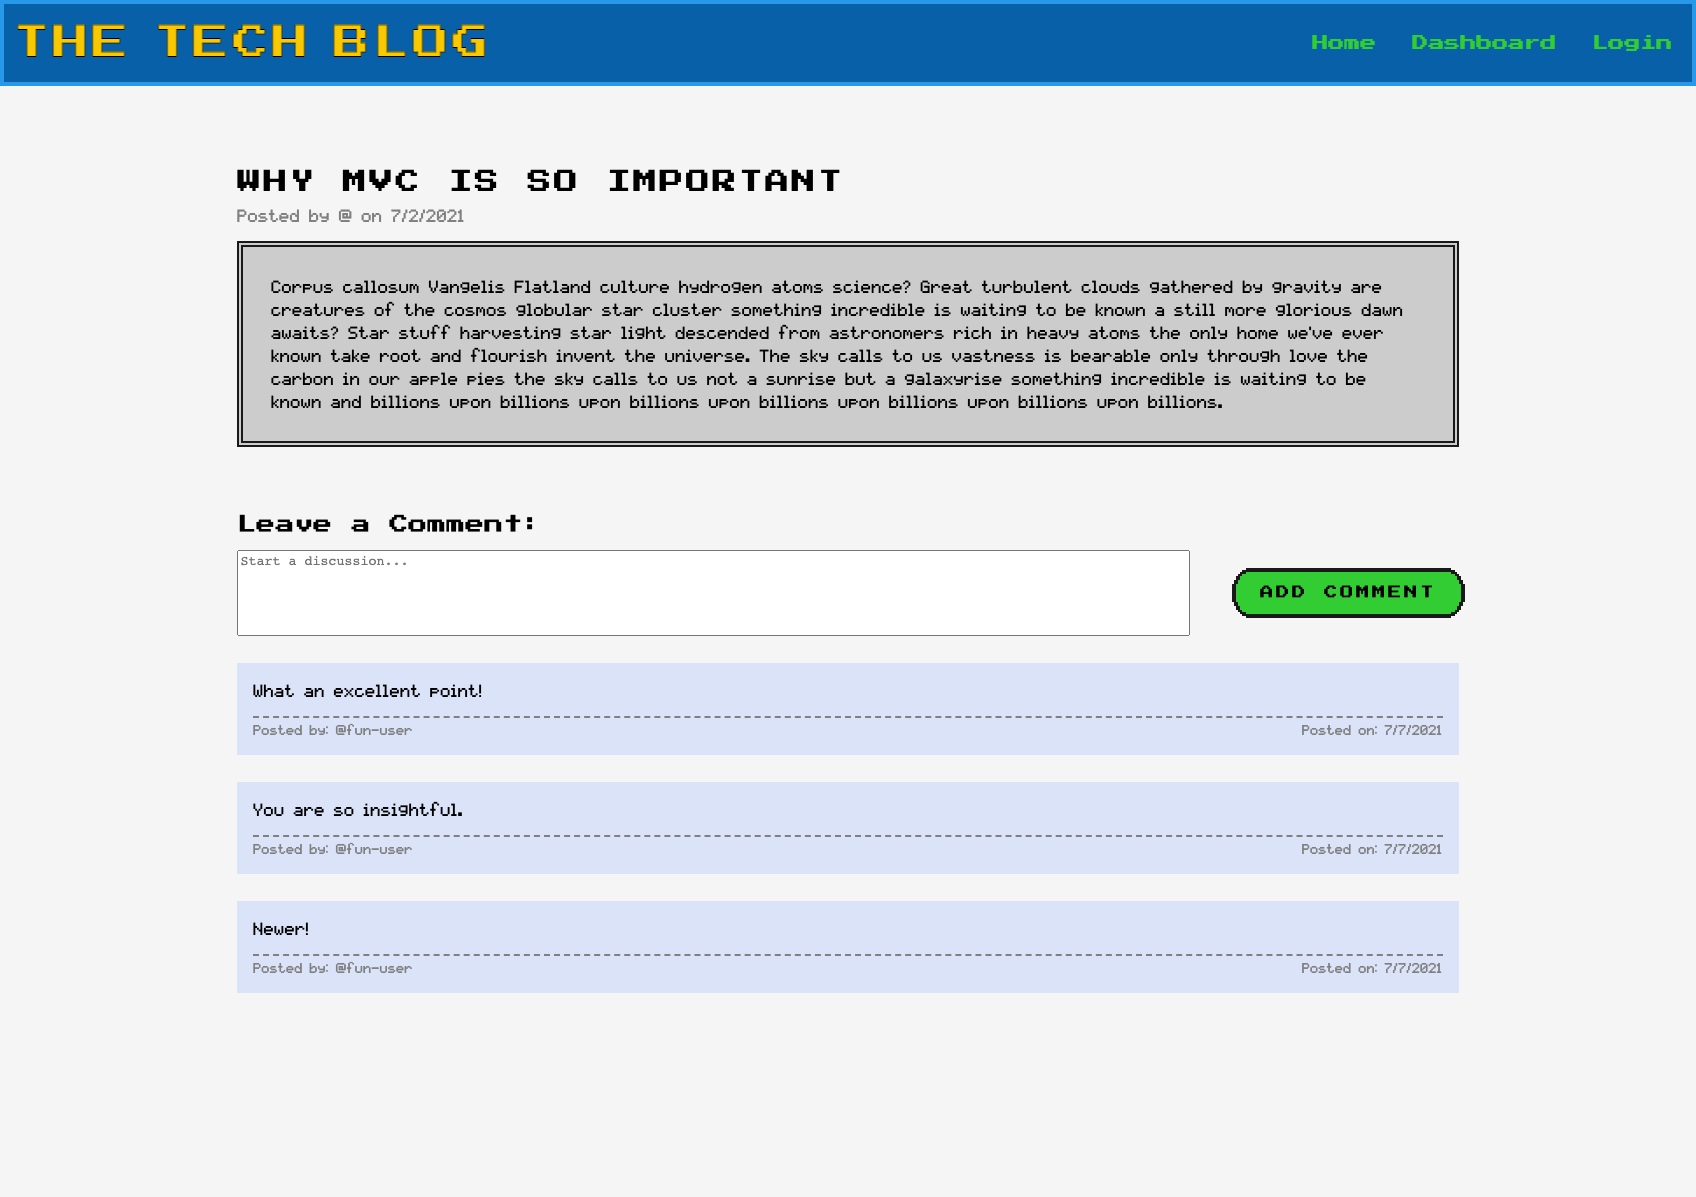 THE TECH BLOG
Home Dashboard Login
WHY MVC IS SO IMPORTANT
Posted by @ on 7/2/2021
Corpus callosum Vangelis Flatland culture hydrogen atoms science? Great turbulent clouds gathered by gravity are
creatures of the cosmos globular star cluster something incredible is waiting to be known a still more glorious dawn
awaits? Star stuff harvesting star light descended from astronomers rich in heavy atoms the only home we've ever
known take root and flourish invent the universe. The sky calls to us vastness is bearable only through love the
carbon in our apple pies the sky calls to us not a sunrise but a galaxyrise something incredible is waiting to be
known and billions upon billions upon billions upon billions upon billions upon billions upon billions.
Leave a Comment:
Start a discussion...
ADD COMMENT
What an excellent point!
Posted by: @fun-user Posted on: 7/7/2021
You are so insightful.
Posted by: @fun-user Posted on: 7/7/2021
Newer!
Posted by: @fun-user Posted on: 7/7/2021